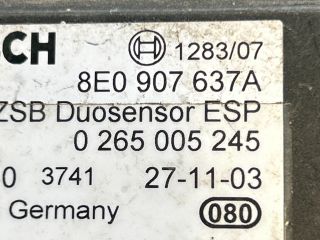 CH 1283/07
8E0 907 637A
ZSB Duosensor ESP
0 265 005 245
0 3741 27-11-03
Germany 080